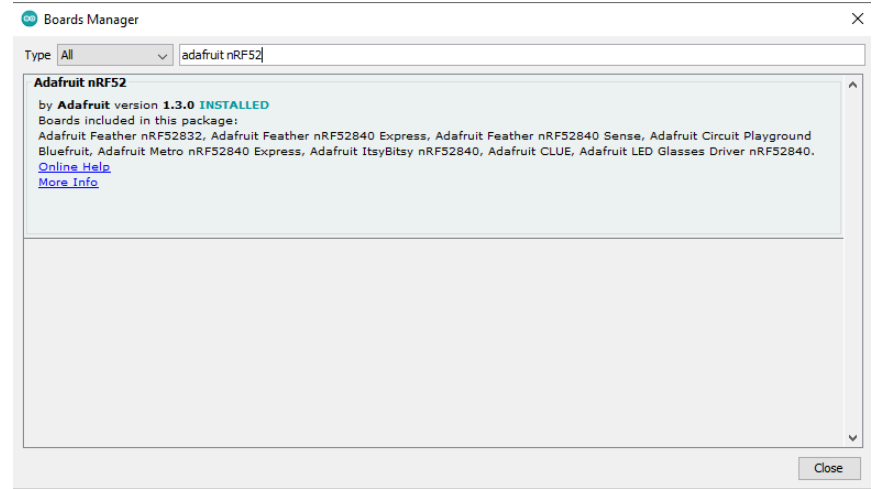 Boards Manager
Type All adafruit nRF52
Adafruit nRF52
by Adafruit version 1.3.0 INSTALLED
Boards included in this package:
Adafruit Feather nRF52832, Adafruit Feather nRF52840 Express, Adafruit Feather nRF52840 Sense, Adafruit Circuit Playground
Bluefruit, Adafruit Metro nRF52840 Express, Adafruit ItsyBitsy nRF52840, Adafruit CLUE, Adafruit LED Glasses Driver nRF52840.
Online Help
More Info
Close